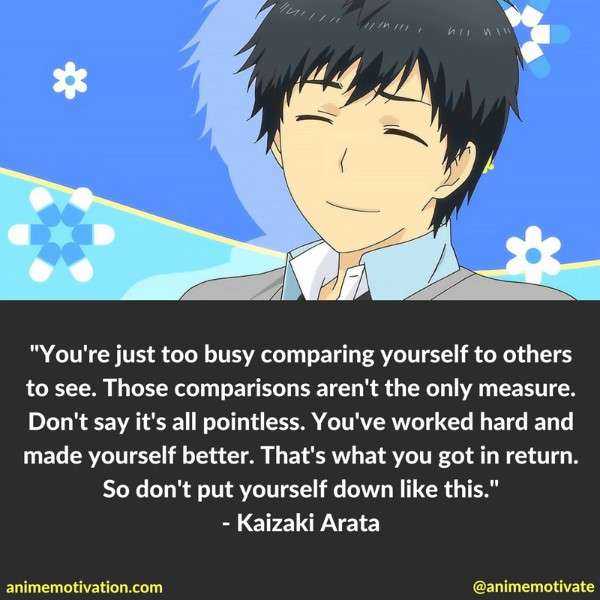 "You're just too busy comparing yourself to others
to see. Those comparisons aren't the only measure.
Don't say it's all pointless. You've worked hard and
made yourself better. That's what you got in return.
So don't put yourself down like this."
- Kaizaki Arata
animemotivation.com
@animemotivate